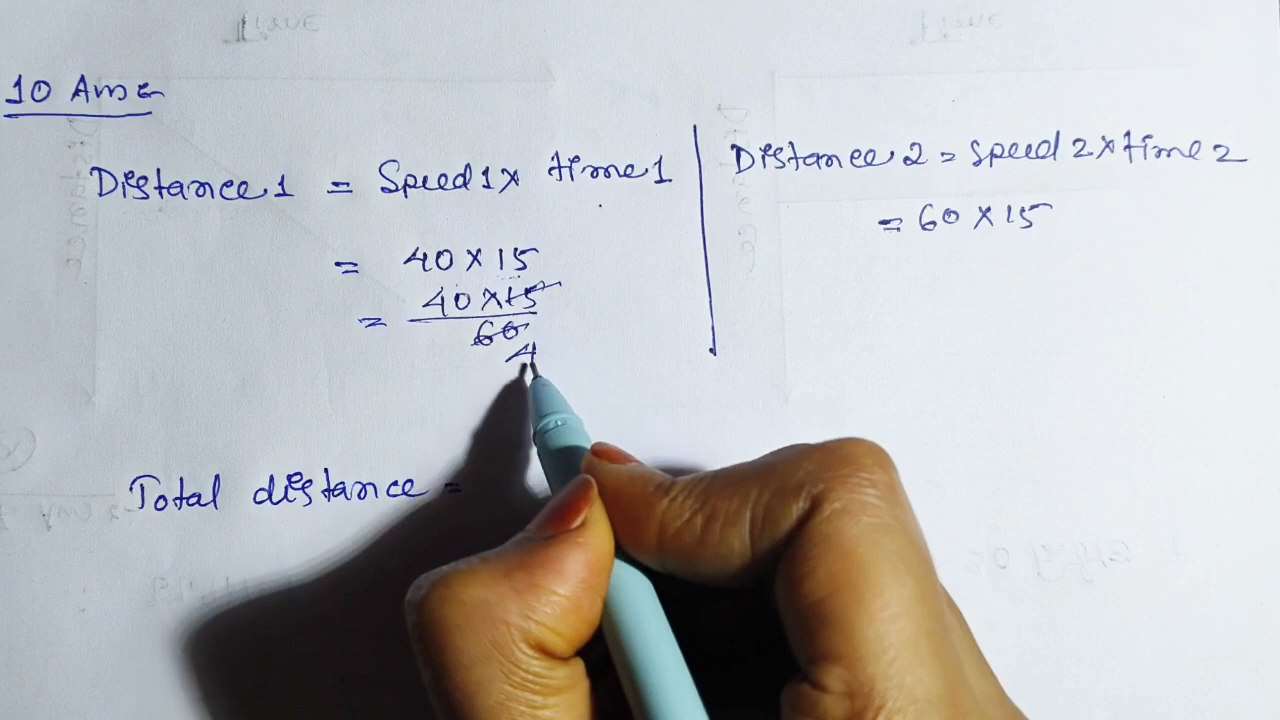 10 Ans
Distance 1 = Speed 1 × time 1
= 40 × 15
= 40 × 15
60
4
Distance 2 = Speed 2 × time 2
= 60 × 15
Total distance =